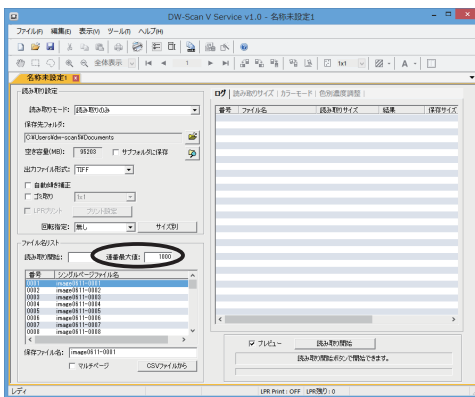 DW-Scan V Service v1.0 - 名称未設定1
ファイル(F) 編集(E) 表示(V) ツール(T) ヘルプ(H)
全体表示 1 1x1 A
名称未設定1
読み取り設定
読み取りモード: 読み取りのみ
保存先フォルダ:
C:¥Users¥dw-scan5¥Documents
空き容量(MB): 95203 サブフォルダに保存
出力ファイル形式: TIFF
自動傾き補正
ゴミ取り 1x1
LPRプリント プリント設定
回転指定: 無し サイズ別
ファイル名リスト
読み取り開始: 連番最大値: 1000
番号 シングルページファイル名
0001 image0611-0001
0002 image0611-0002
0003 image0611-0003
0004 image0611-0004
0005 image0611-0005
0006 image0611-0006
0007 image0611-0007
0008 image0611-0008
保存ファイル名: image0611-0001
マルチページ CSVファイルから
ログ 読み取りサイズ カラーモード 色別濃度調整
番号 ファイル名 読み取りサイズ 結果 保存サイズ
プレビュー 読み取り開始
読み取り開始ボタンで開始できます。
レディ LPR Print : OFF LPR残り : 0